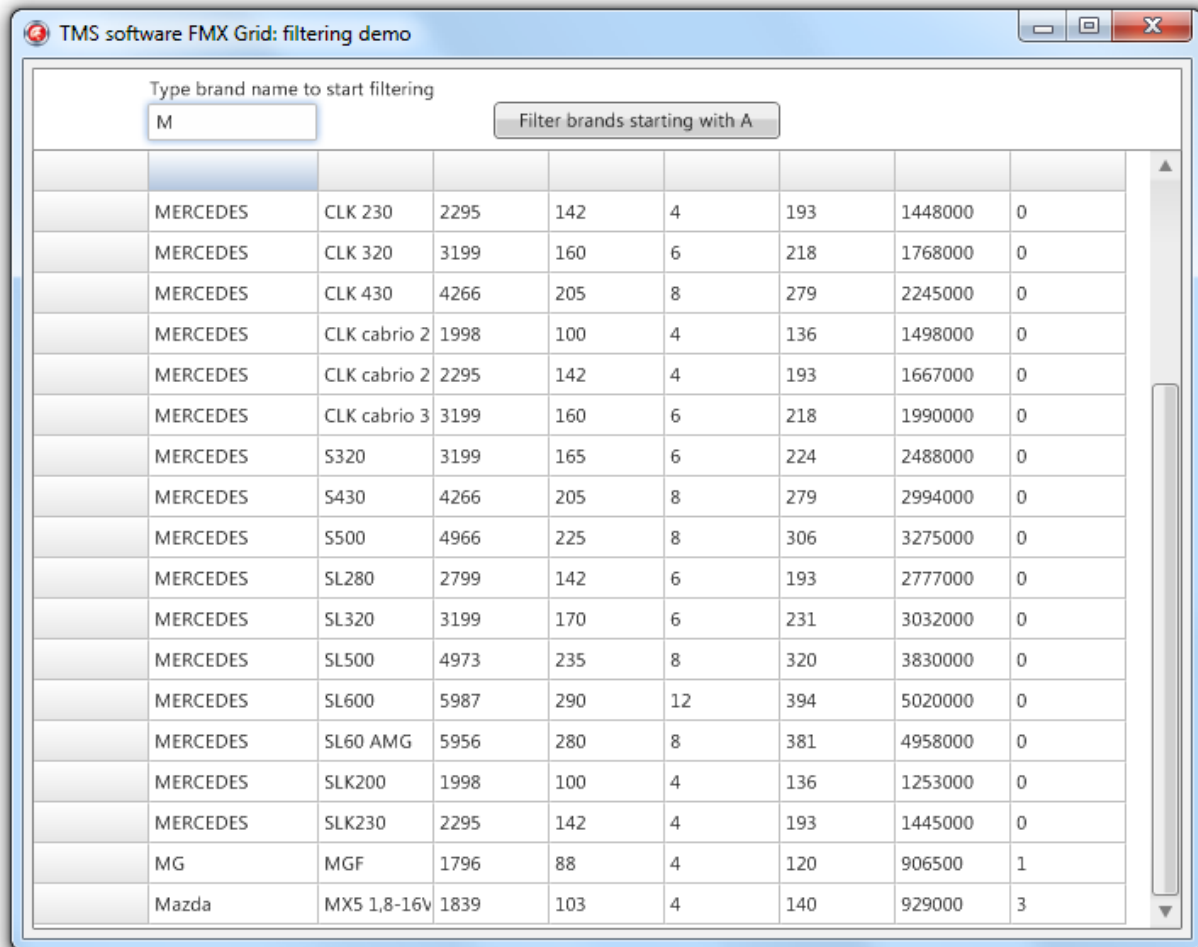 TMS software FMX Grid: filtering demo
Type brand name to start filtering
M
Filter brands starting with A
MERCEDES CLK 230 2295 142 4 193 1448000 0
MERCEDES CLK 320 3199 160 6 218 1768000 0
MERCEDES CLK 430 4266 205 8 279 2245000 0
MERCEDES CLK cabrio 2 1998 100 4 136 1498000 0
MERCEDES CLK cabrio 2 2295 142 4 193 1667000 0
MERCEDES CLK cabrio 3 3199 160 6 218 1990000 0
MERCEDES S320 3199 165 6 224 2488000 0
MERCEDES S430 4266 205 8 279 2994000 0
MERCEDES S500 4966 225 8 306 3275000 0
MERCEDES SL280 2799 142 6 193 2777000 0
MERCEDES SL320 3199 170 6 231 3032000 0
MERCEDES SL500 4973 235 8 320 3830000 0
MERCEDES SL600 5987 290 12 394 5020000 0
MERCEDES SL60 AMG 5956 280 8 381 4958000 0
MERCEDES SLK200 1998 100 4 136 1253000 0
MERCEDES SLK230 2295 142 4 193 1445000 0
MG MGF 1796 88 4 120 906500 1
Mazda MX5 1,8-16V 1839 103 4 140 929000 3